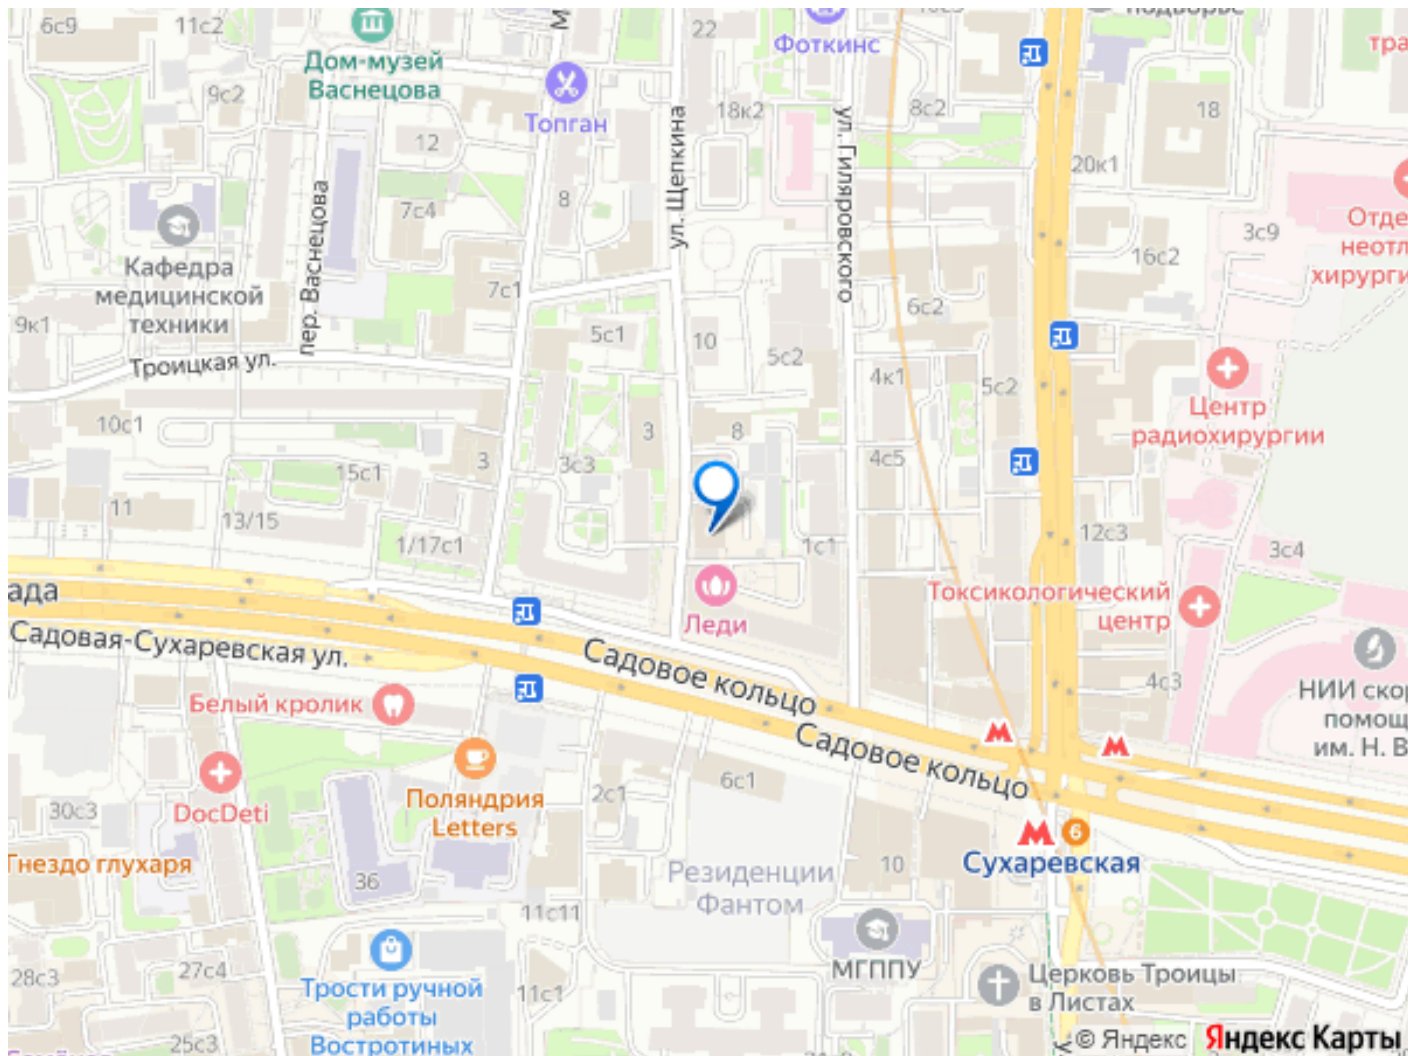 6с9
11с2
22
подворье
Фоткинс
Дом-музей
Васнецова
9с2
Топган
18к2
8с2
18
12
20к1
ул. Щепкина
ул. Гиляровского
пер. Васнецова
7с4
8
3с9
16с2
Кафедра
медицинской
техники
9к1
7с1
6с2
5с1
10
5с2
Троицкая ул.
4к1
5с2
Центр
радиохирургии
10с1
3
8
3
3с3
4с5
15с1
11
13/15
1/17с1
1с1
12с3
3с4
Токсикологический
центр
Леди
Садовая-Сухаревская ул.
Садовое кольцо
Садовое кольцо
4с3
Белый кролик
6с1
2с1
30с3
DocDeti
Поляндрия
Letters
6
Сухаревская
Гнездо глухаря
36
Резиденции
Фантом
10
11с11
МГППУ
28с3
27с4
Трости ручной
работы
Востротиных
11с1
Церковь Троицы
в Листах
25с3
© Яндекс Яндекс Карты